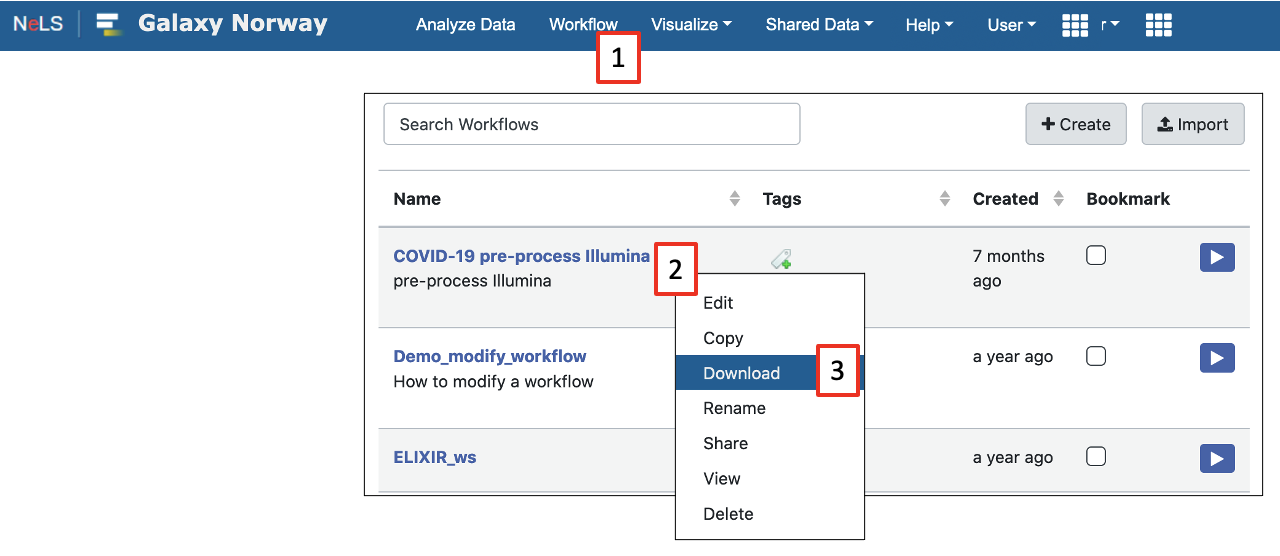 NeLS Galaxy Norway Analyze Data Workflow Visualize Shared Data Help User r
1
Search Workflows Create Import
Name Tags Created Bookmark
COVID-19 pre-process Illumina 7 months ago
pre-process Illumina
2
Edit
Copy
Download
3
Rename
Share
View
Delete
Demo_modify_workflow a year ago
How to modify a workflow
ELIXIR_ws a year ago